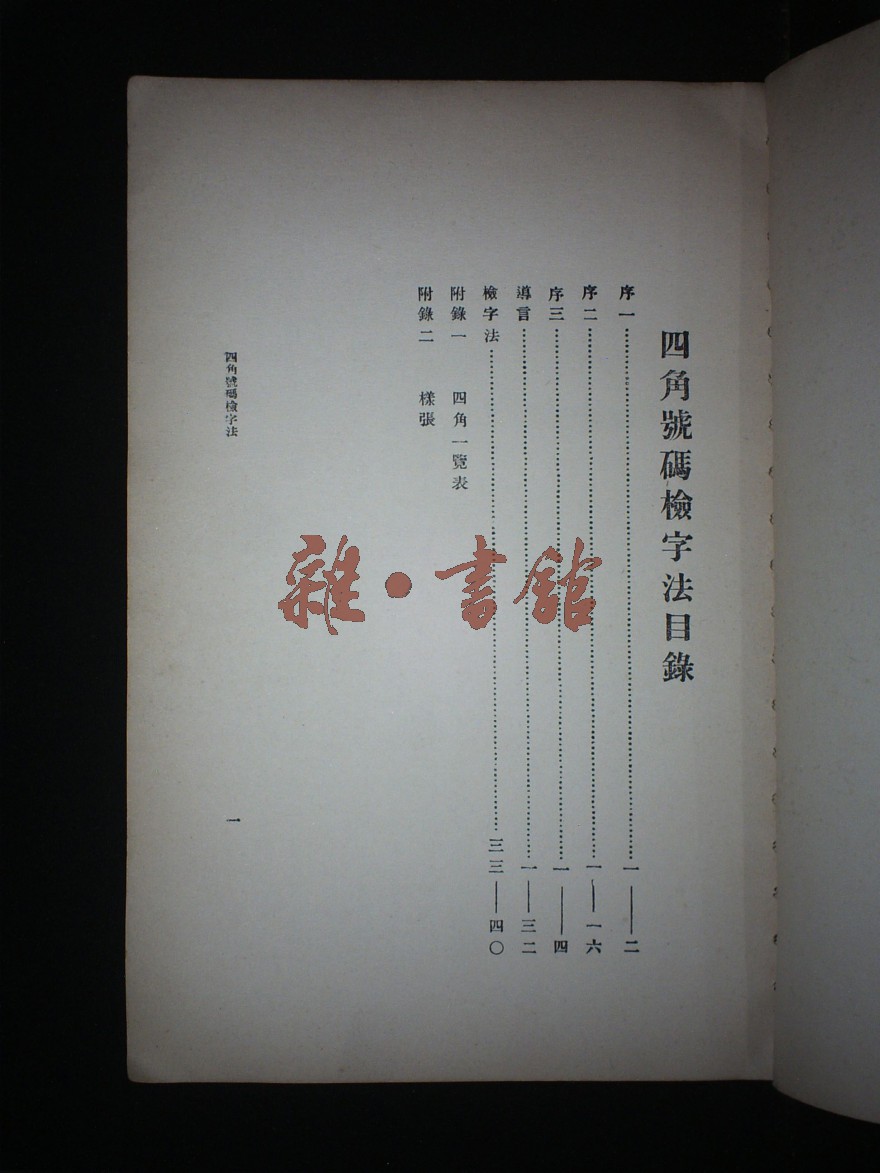 四角號碼檢字法目錄
序一……一——二
序二……一——一六
序三……一——四
導言……一——三二
檢字法……三三——四〇
附錄一 四角一覽表
附錄二 樣張
四角號碼檢字法
一
雜·書館